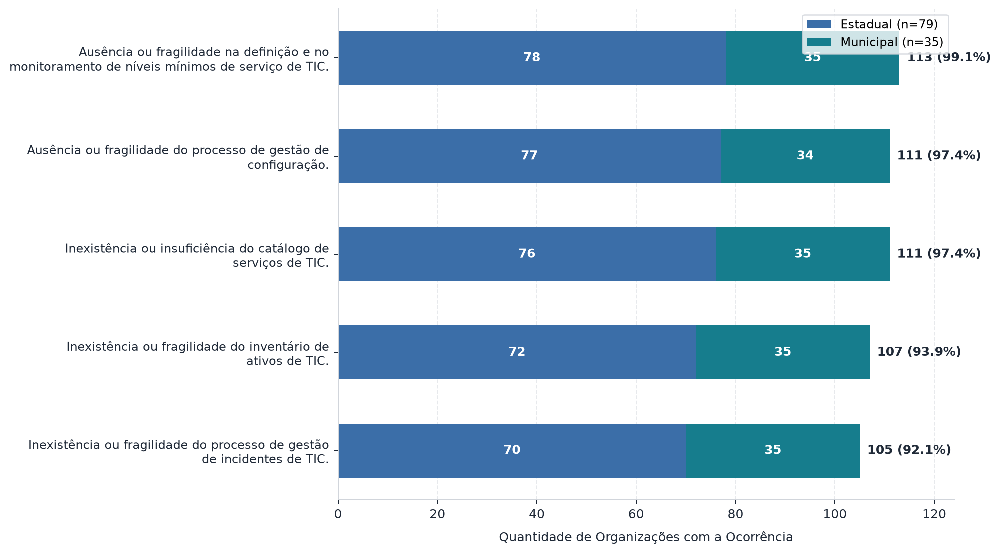 Estadual (n=79)
Municipal (n=35)
Ausência ou fragilidade na definição e no
monitoramento de níveis mínimos de serviço de TIC.
78
35
113 (99.1%)
Ausência ou fragilidade do processo de gestão de
configuração.
77
34
111 (97.4%)
Inexistência ou insuficiência do catálogo de
serviços de TIC.
76
35
111 (97.4%)
Inexistência ou fragilidade do inventário de
ativos de TIC.
72
35
107 (93.9%)
Inexistência ou fragilidade do processo de gestão
de incidentes de TIC.
70
35
105 (92.1%)
0 20 40 60 80 100 120
Quantidade de Organizações com a Ocorrência